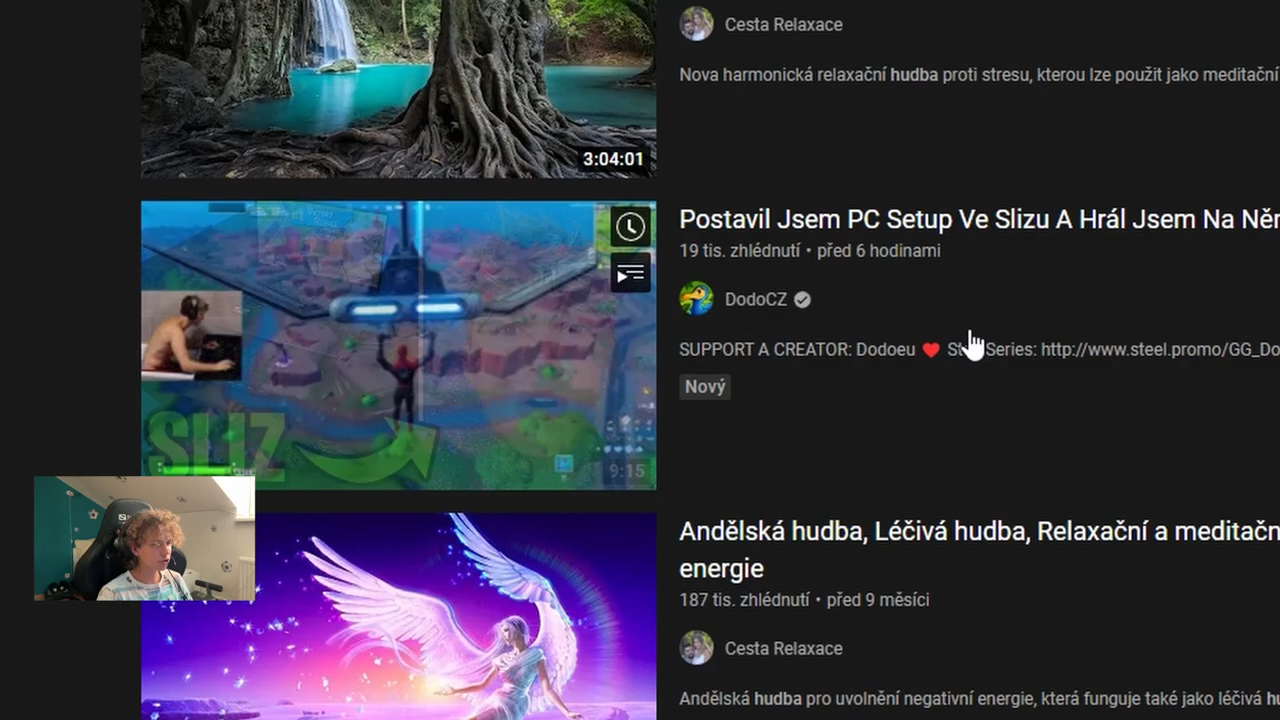 Cesta Relaxace
Nova harmonická relaxační hudba proti stresu, kterou lze použit jako meditační
3:04:01
Postavil Jsem PC Setup Ve Slizu A Hrál Jsem Na
19 tis. zhlédnutí • před 6 hodinami
DodoCZ
SUPPORT A CREATOR: Dodoeu ❤ Series: http://www.steel.promo/GG_Do
Nový
SLIZ
9:15
Andělská hudba, Léčivá hudba, Relaxační a meditačn
energie
187 tis. zhlédnutí • před 9 měsíci
Cesta Relaxace
Andělská hudba pro uvolnění negativní energie, která funguje také jako léčivá